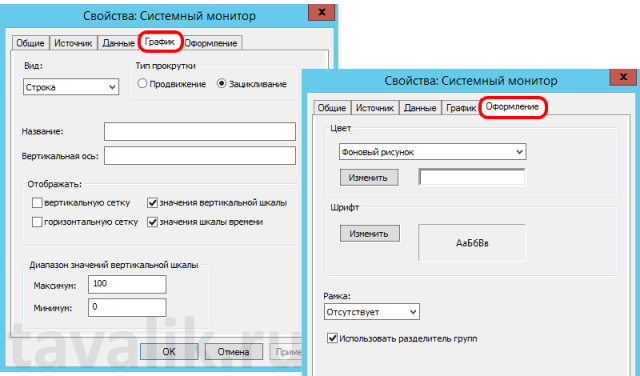 Свойства: Системный монитор
x
Общие Источник Данные График Оформление
Вид: Тип прокрутки
Строка Продвижение Зацикливание
Название:
Вертикальная ось:
Отображать:
вертикальную сетку значения вертикальной шкалы
горизонтальную сетку значения шкалы времени
Диапазон значений вертикальной шкалы
Максимум: 100
Минимум: 0
ОК Отмена Приме
tavalik.ru
Свойства: Системный монитор
x
Общие Источник Данные График Оформление
Цвет
Фоновый рисунок
Изменить
Шрифт
Изменить АаБбВв
Рамка:
Отсутствует
Использовать разделитель групп